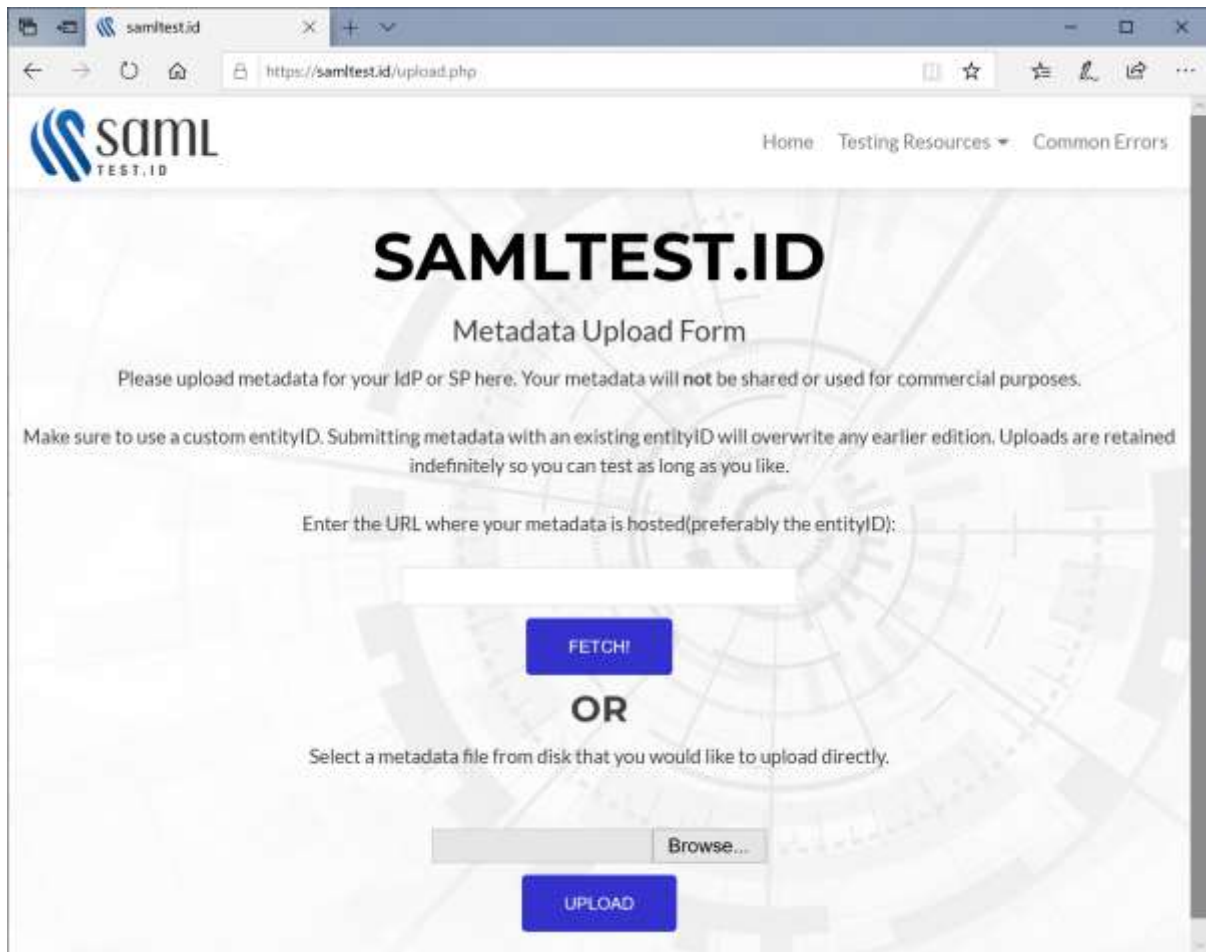 samltest.id
https://samltest.id/upload.php
saml
TEST.ID
Home Testing Resources Common Errors
SAMLTEST.ID
Metadata Upload Form
Please upload metadata for your IdP or SP here. Your metadata will not be shared or used for commercial purposes.
Make sure to use a custom entityID. Submitting metadata with an existing entityID will overwrite any earlier edition. Uploads are retained
indefinitely so you can test as long as you like.
Enter the URL where your metadata is hosted(preferably the entityID):
FETCH!
OR
Select a metadata file from disk that you would like to upload directly.
Browse...
UPLOAD